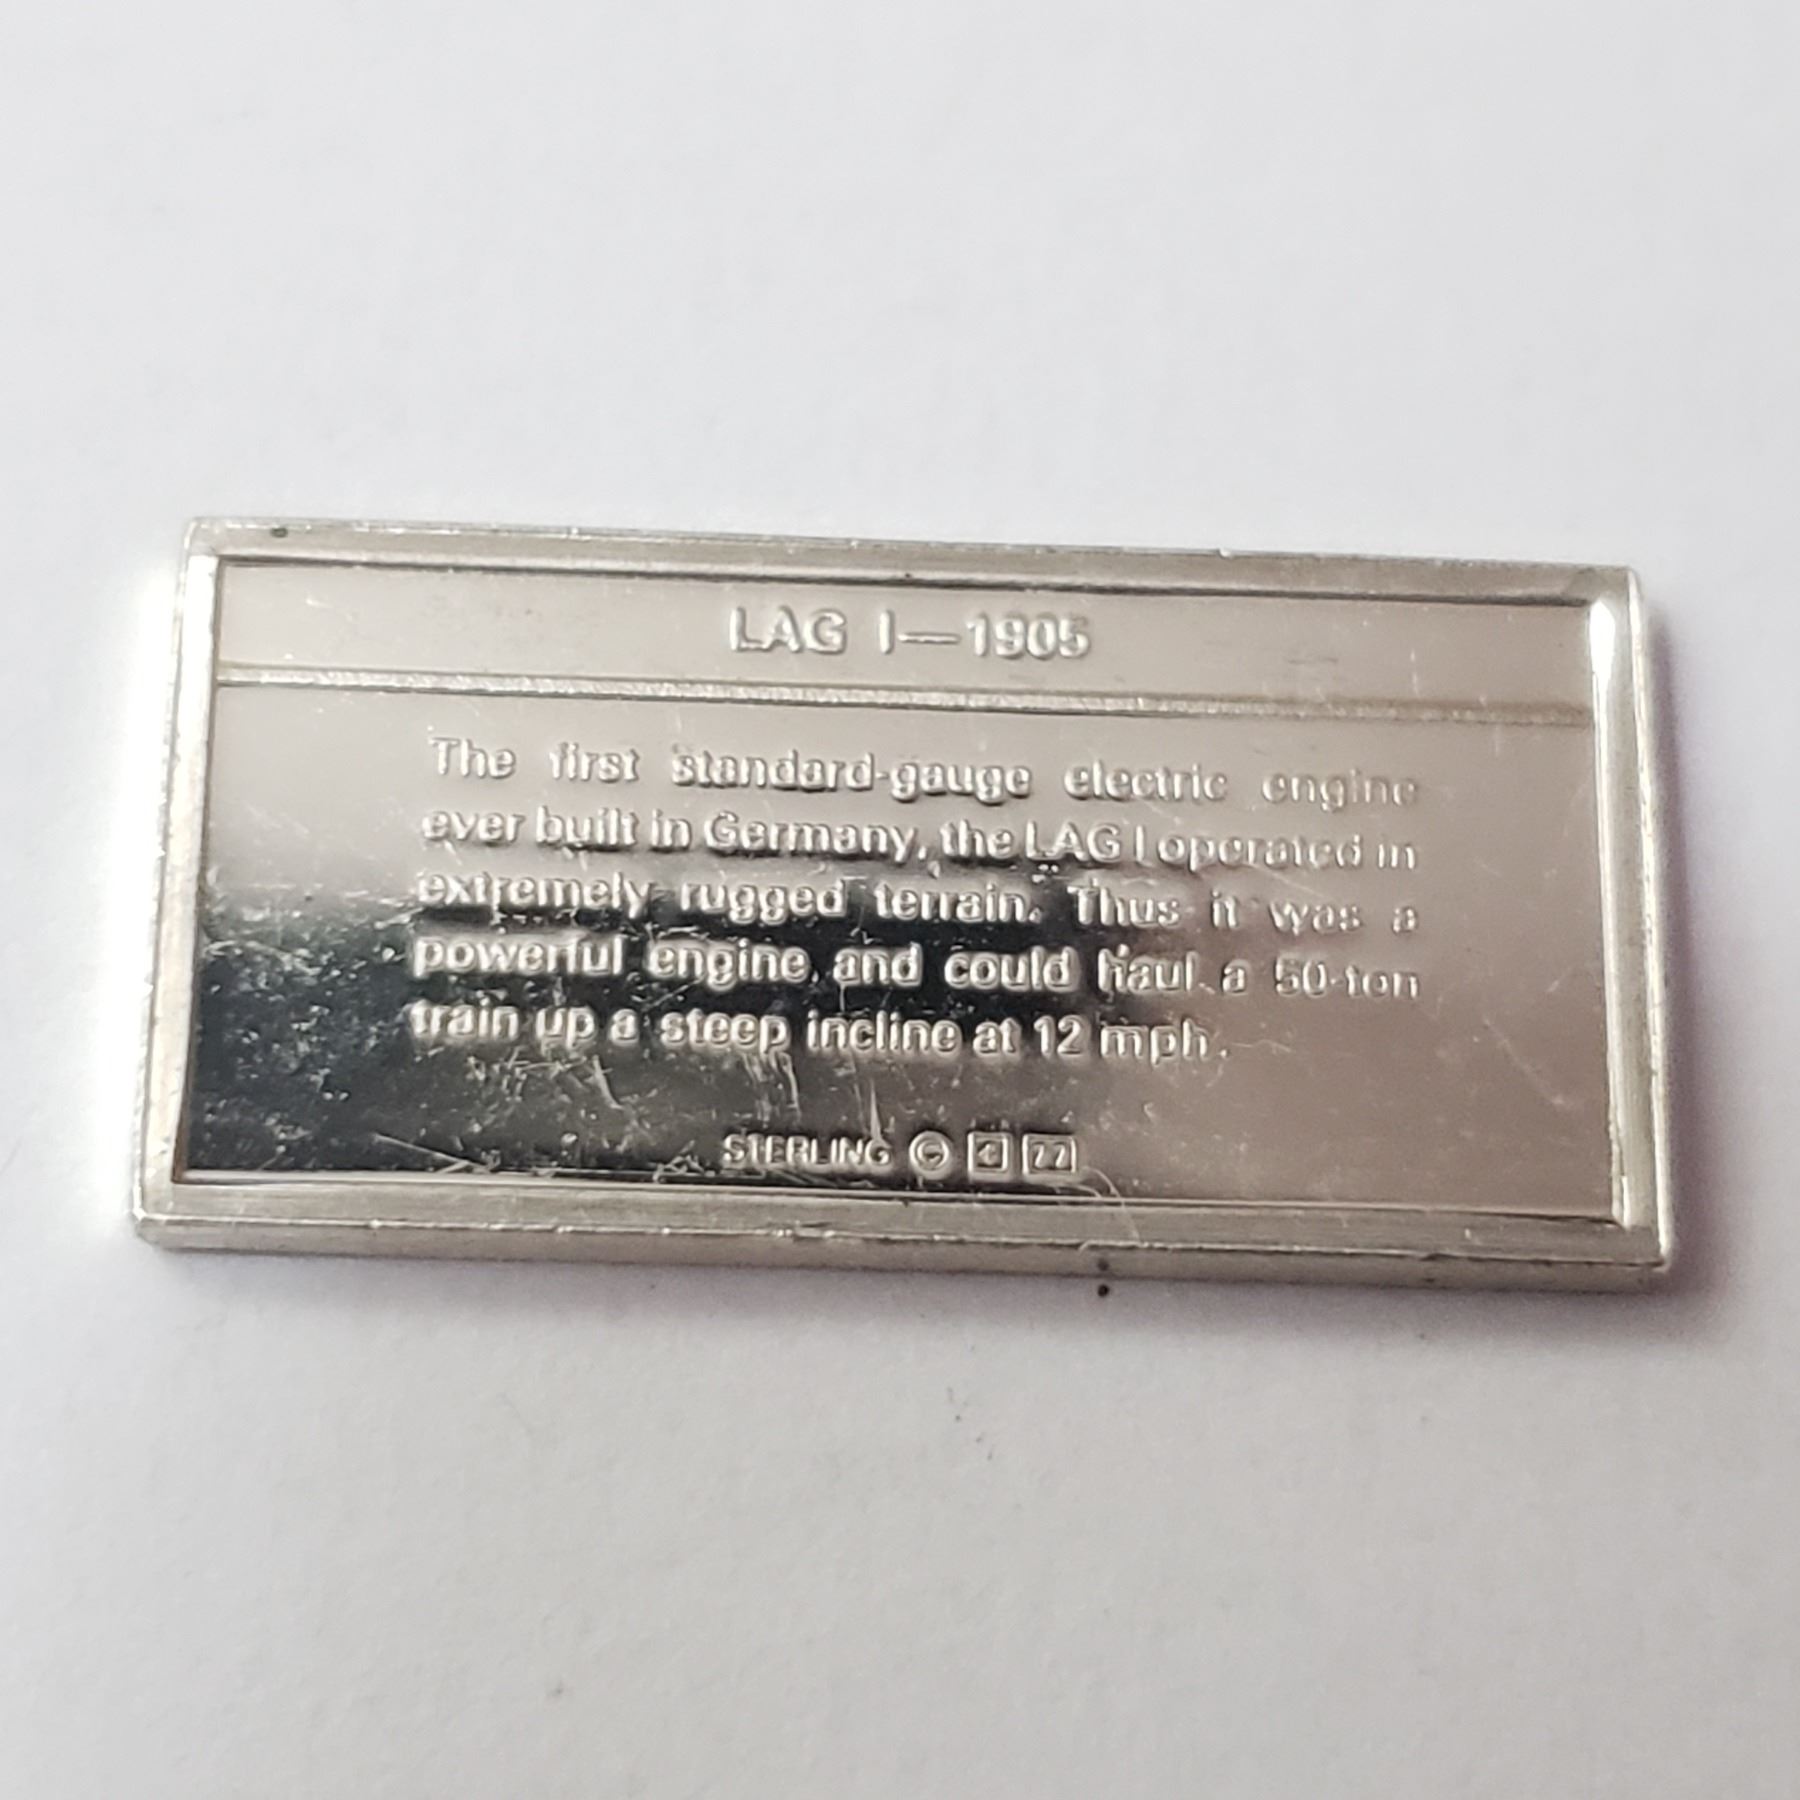 LAG I—1905
The first standard-gauge electric engine
ever built in Germany, the LAG I operated in
extremely rugged terrain. Thus it was a
powerful engine and could haul a 50-ton
train up a steep incline at 12 mph.
STERLING © 77